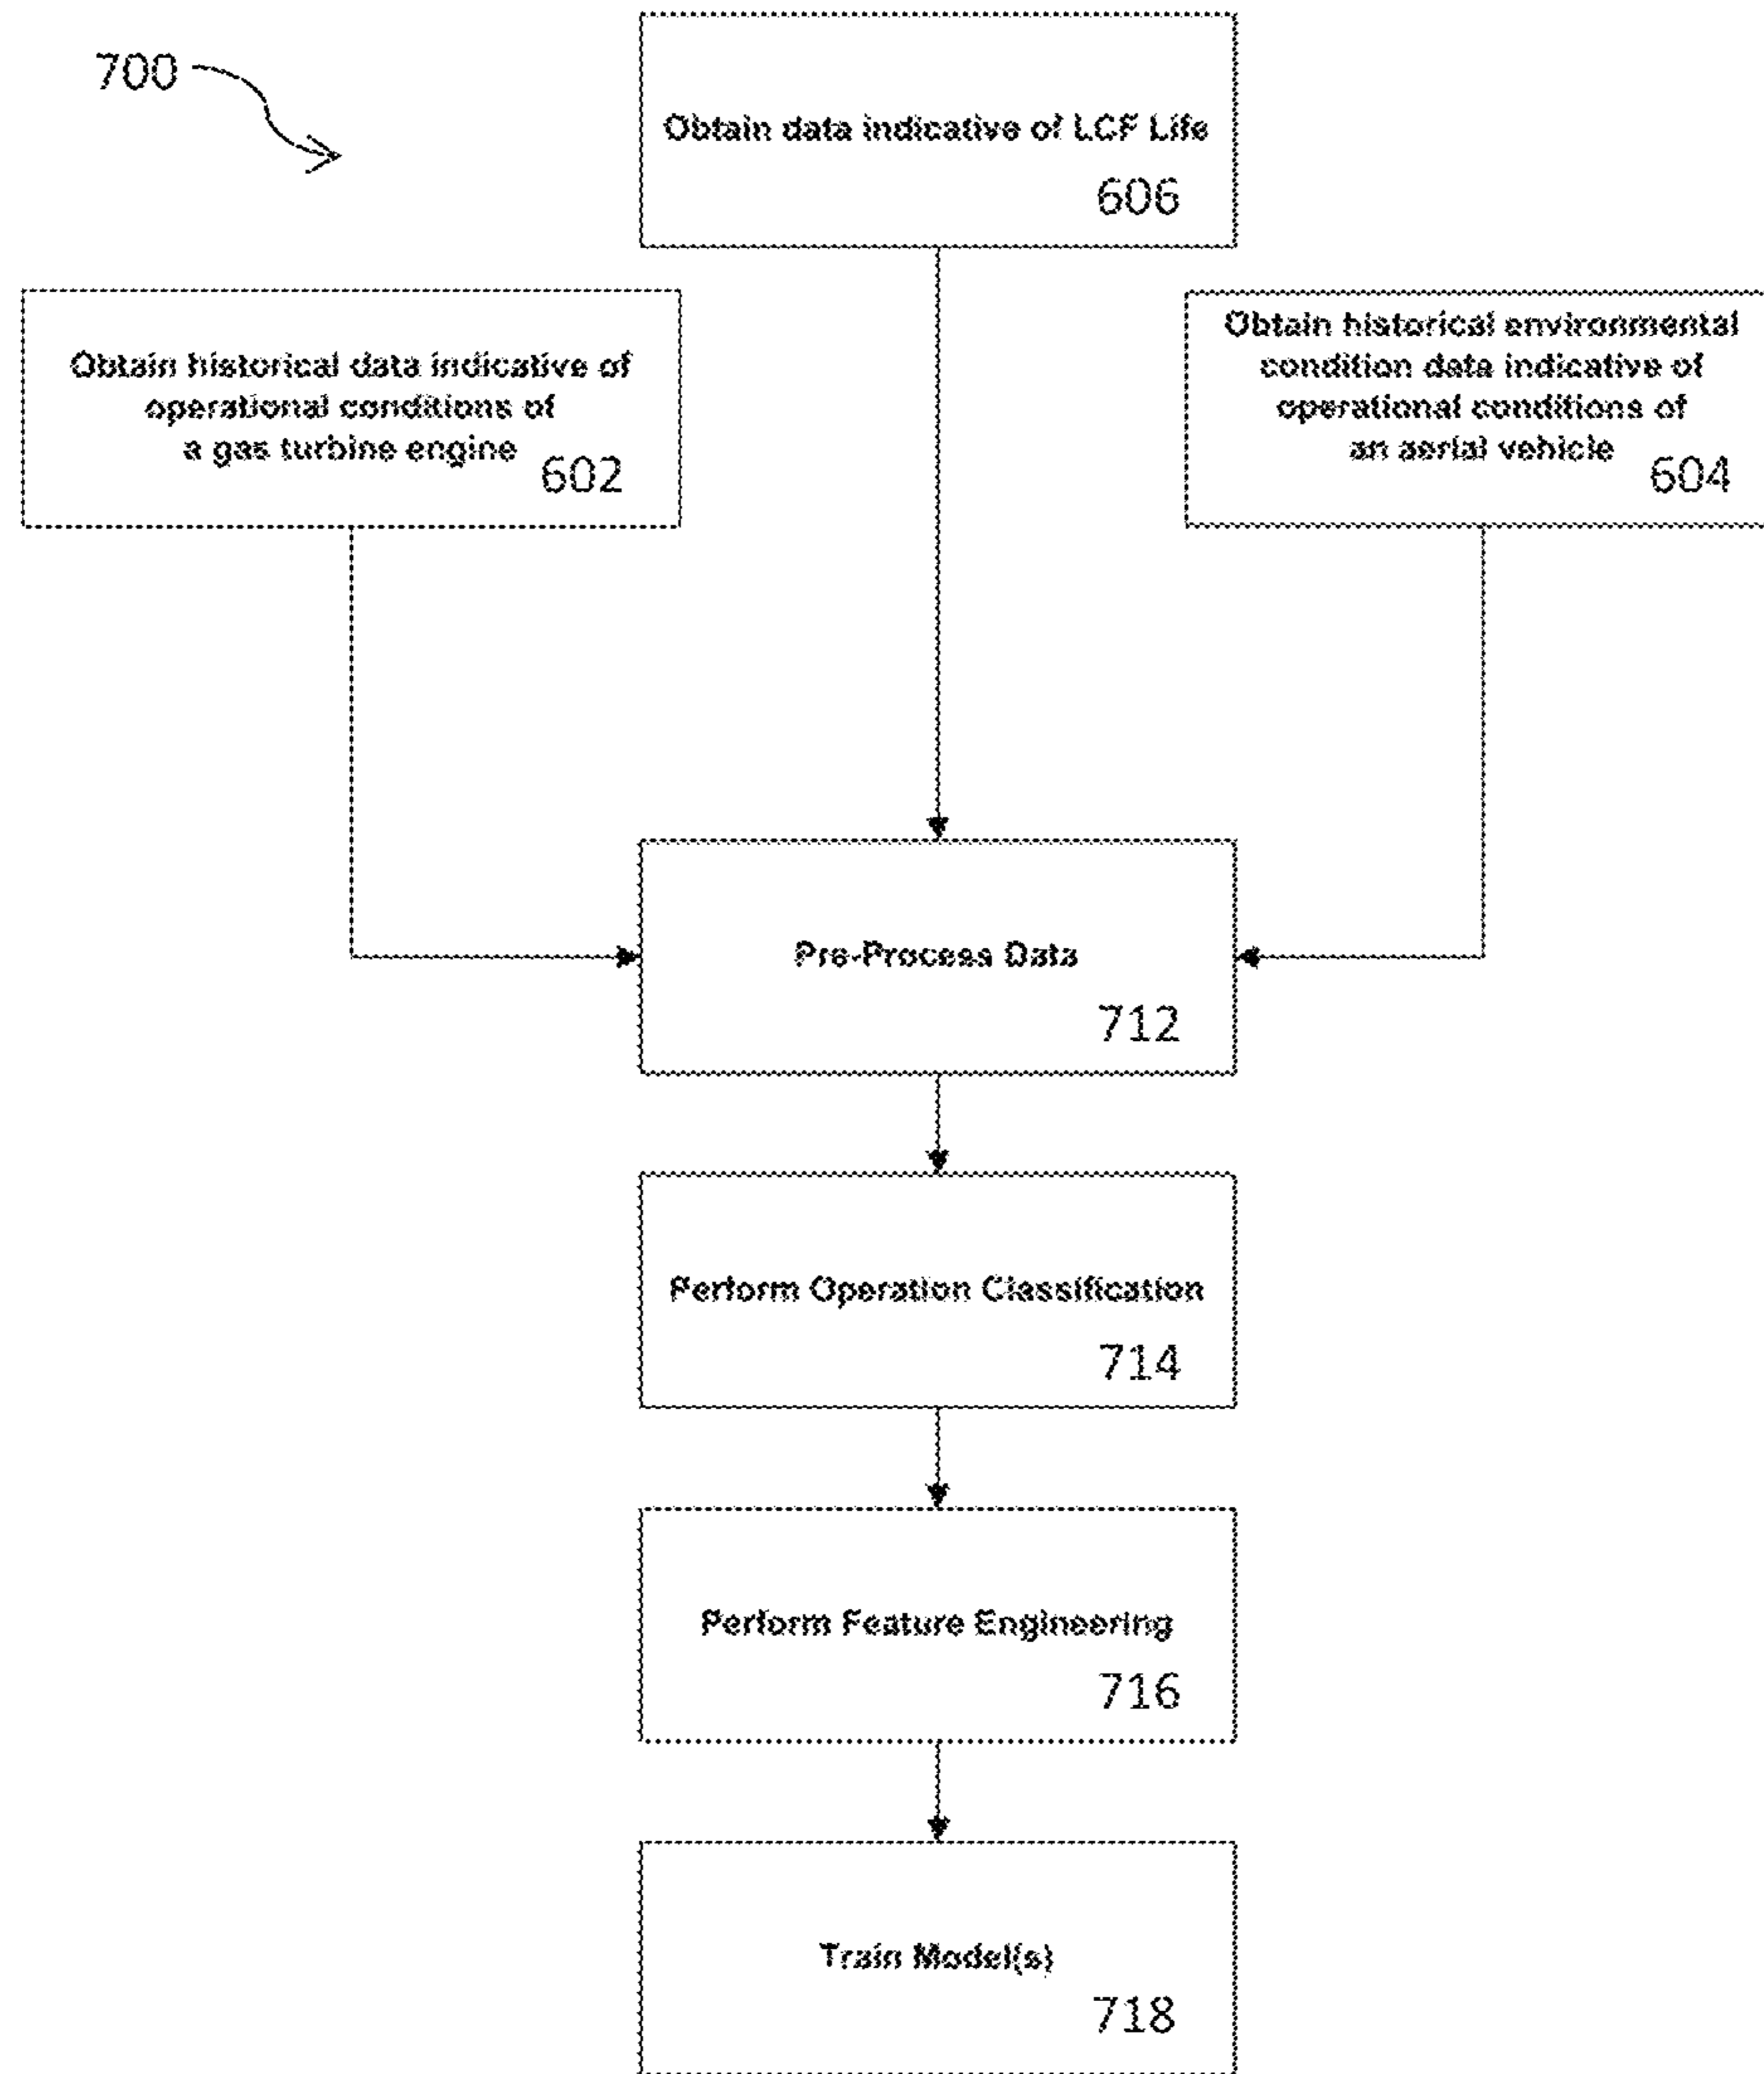 700
Obtain data indicative of LCF Life
606
Obtain historical data indicative of
operational conditions of
a gas turbine engine
602
Obtain historical environmental
condition data indicative of
operational conditions of
an aerial vehicle
604
Pre-Process Data
712
Perform Operation Classification
714
Perform Feature Engineering
716
Train Model(s)
718